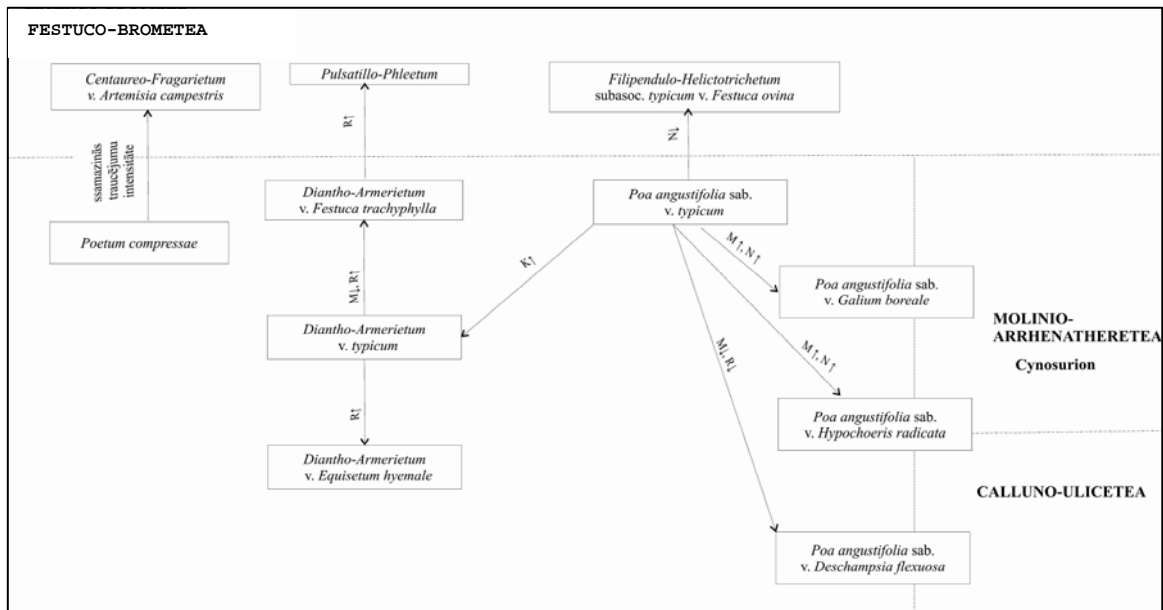 FESTUCO-BROMETEA
Centaureo-Fragarietum
v. Artemisia campestris
Pulsatillo-Phleetum
Filipendulo-Helictotrichetum
subasoc. typicum v. Festuca ovina
ssamazinās
traucējumu
intensitāte
R↑
Diantho-Armerietum
v. Festuca trachyphylla
Poa angustifolia sab.
v. typicum
Poetum compressae
K↑
M↑, N↑
Poa angustifolia sab.
v. Galium boreale
M↓, R↑
Diantho-Armerietum
v. typicum
MOLINIO-
ARRHENATHERETEA
Cynosurion
M↓, R↓
M↑, N↑
R↑
Poa angustifolia sab.
v. Hypochoeris radicata
Diantho-Armerietum
v. Equisetum hyemale
CALLUNO-ULICETEA
Poa angustifolia sab.
v. Deschampsia flexuosa